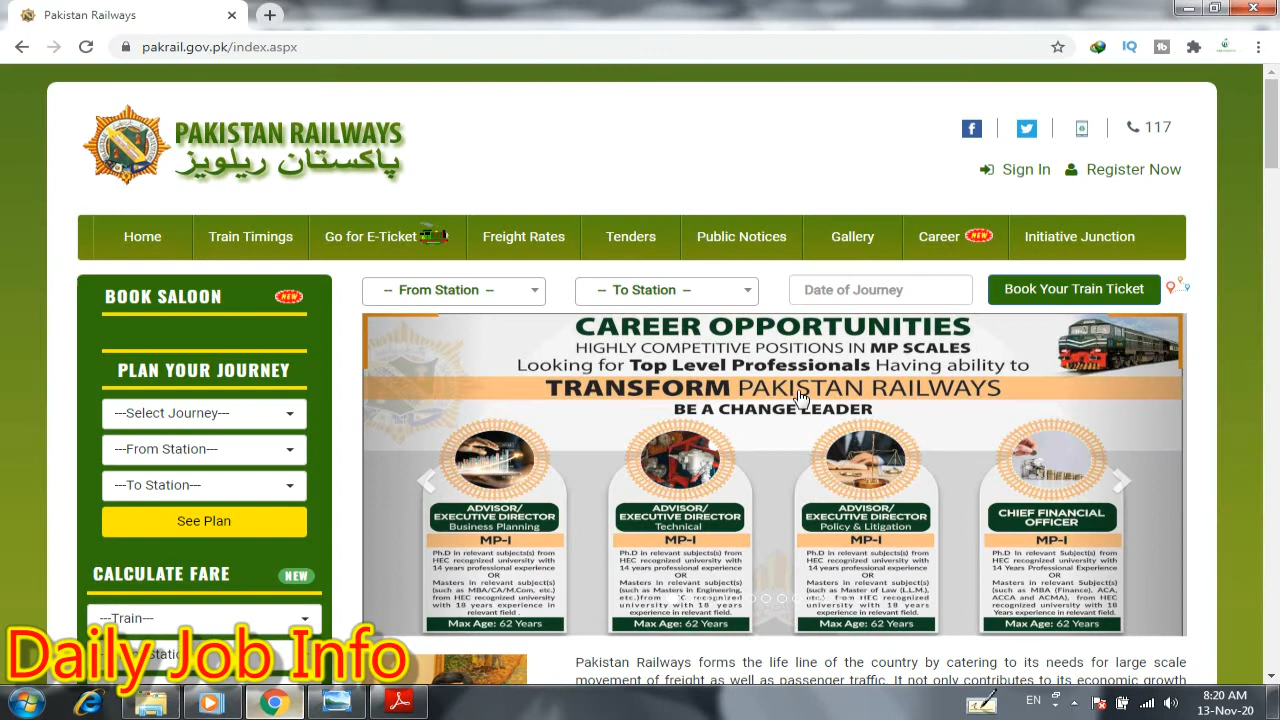 Pakistan Railways
pakrail.gov.pk/index.aspx
PAKISTAN RAILWAYS
پاکستان ریلویز
117
Sign In
Register Now
Home
Train Timings
Go for E-Ticket
Freight Rates
Tenders
Public Notices
Gallery
Career NEW
Initiative Junction
BOOK SALOON NEW
-- From Station --
-- To Station --
Date of Journey
Book Your Train Ticket
PLAN YOUR JOURNEY
---Select Journey---
---From Station---
---To Station---
See Plan
CALCULATE FARE NEW
---Train---
CAREER OPPORTUNITIES
HIGHLY COMPETITIVE POSITIONS IN MP SCALES
Looking for Top Level Professionals Having ability to
TRANSFORM PAKISTAN RAILWAYS
BE A CHANGE LEADER
ADVISOR/
EXECUTIVE DIRECTOR
Business Planning
MP-I
Ph.D in relevant subjects(s) from
HEC recognized university with
14 years professional experience
OR
Masters in relevant Subject(s)
(such as MBA/CA/M.Com, etc.)
from HEC recognized university
with 18 years experience in
relevant field .
Max Age: 62 Years
ADVISOR/
EXECUTIVE DIRECTOR
Technical
MP-I
Ph.D in relevant subject(s) from
HEC recognized university with
14 years professional experience
OR
Masters in relevant Subject(s)
(such as Masters in Engineering,
etc.)from HEC recognized
university with 18 years
experience in relevant field.
Max Age: 62 Years
ADVISOR/
EXECUTIVE DIRECTOR
Policy & Litigation
MP-I
Ph.D in relevant subject(s) from
HEC recognized university with
14 years professional experience
OR
Masters in relevant Subject(s)
(such as Master of Law (L.L.M.),
etc.) from HEC recognized
university with 18 years
experience in relevant field.
Max Age: 62 Years
CHIEF FINANCIAL
OFFICER
MP-I
Ph.D in relevant Subject(s) from
HEC recognized university with
14 Years Professional Experience
OR
Masters in relevant subject(s)
(such as MBA (Finance), ACA,
ACCA and ACMA), from HEC
recognized university with 18
years experience in relevant
field.
Max Age: 62 Years
Pakistan Railways forms the life line of the country by catering to its needs for large scale
movement of freight as well as passenger traffic. It not only contributes to its economic growth
Daily Job Info
EN
8:20 AM
13-Nov-20